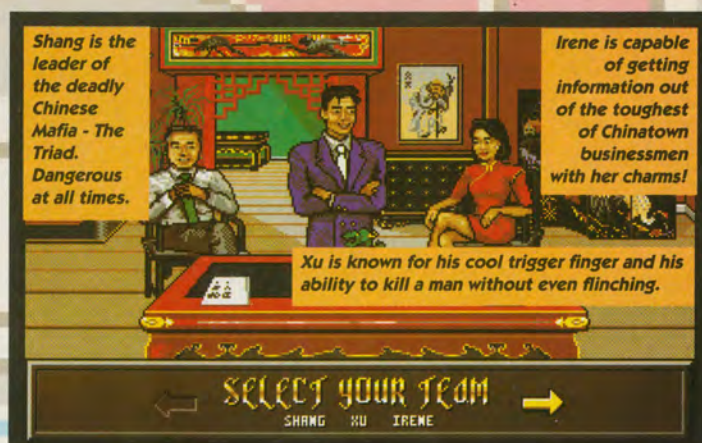 Shang is the
leader of
the deadly
Chinese
Mafia - The
Triad.
Dangerous
at all times.
Irene is capable
of getting
information out
of the toughest
of Chinatown
businessmen
with her charms!
Xu is known for his cool trigger finger and his
ability to kill a man without even flinching.
SELECT YOUR TEAM
SHANG XU IRENE